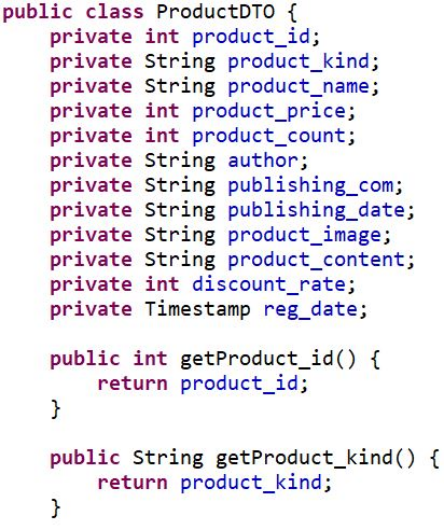 public class ProductDTO {
    private int product_id;
    private String product_kind;
    private String product_name;
    private int product_price;
    private int product_count;
    private String author;
    private String publishing_com;
    private String publishing_date;
    private String product_image;
    private String product_content;
    private int discount_rate;
    private Timestamp reg_date;

    public int getProduct_id() {
        return product_id;
    }

    public String getProduct_kind() {
        return product_kind;
    }